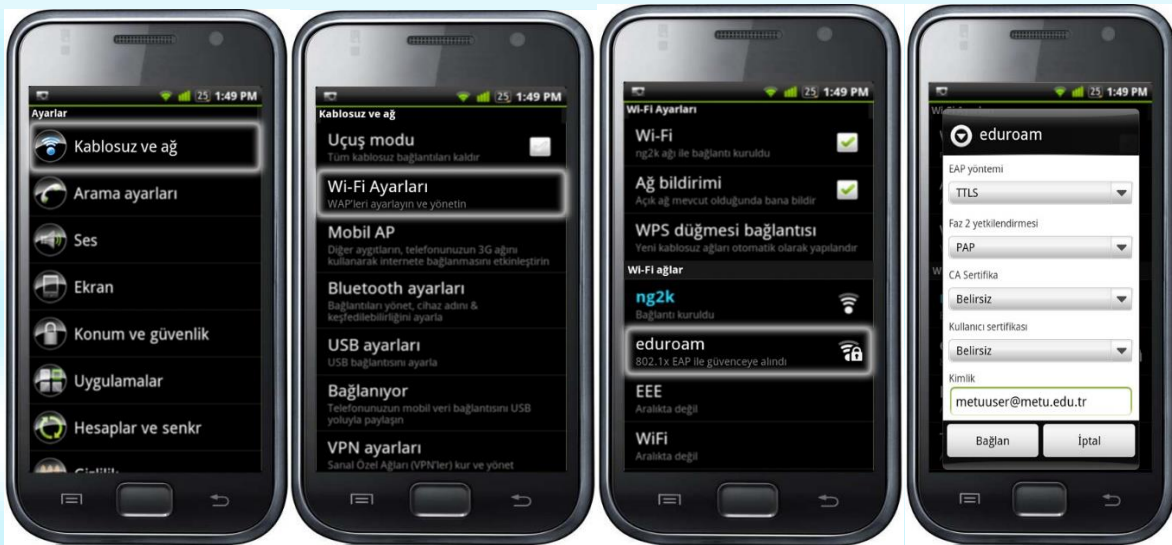 25 1:49 PM
Ayarlar
Kablosuz ve ağ
Arama ayarları
Ses
Ekran
Konum ve güvenlik
Uygulamalar
Hesaplar ve senkr
25 1:49 PM
Kablosuz ve ağ
Uçuş modu
Tüm kablosuz bağlantıları kaldır
Wi-Fi Ayarları
WAP'leri ayarlayın ve yönetin
Mobil AP
Diğer aygıtların, telefonunuzun 3G ağını
kullanarak internete bağlanmasını etkinleştirin
Bluetooth ayarları
Bağlantıları yönet, cihaz adını &
keşfedilebilirliğini ayarla
USB ayarları
USB bağlantısını ayarla
Bağlanıyor
Telefonunuzun mobil veri bağlantısını USB
yoluyla paylaşın
VPN ayarları
Sanal Özel Ağları (VPN'ler) kur ve yönet
25 1:49 PM
Wi-Fi Ayarları
Wi-Fi
ng2k ağı ile bağlantı kuruldu
Ağ bildirimi
Açık ağ mevcut olduğunda bana bildir
WPS düğmesi bağlantısı
Yeni kablosuz ağları otomatik olarak yapılandır
Wi-Fi ağlar
ng2k
Bağlantı kuruldu
eduroam
802.1x EAP ile güvenceye alındı
EEE
Aralıkta değil
WiFi
Aralıkta değil
25 1:49 PM
eduroam
EAP yöntemi
TTLS
Faz 2 yetkilendirmesi
PAP
CA Sertifika
Belirsiz
Kullanıcı sertifikası
Belirsiz
Kimlik
metuuser@metu.edu.tr
Bağlan
İptal